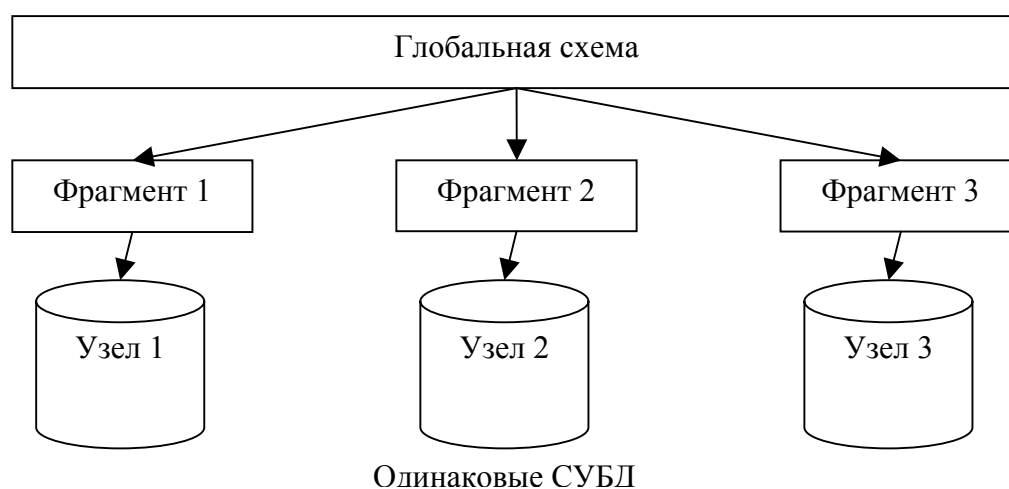 Глобальная схема
Фрагмент 1
Фрагмент 2
Фрагмент 3
Узел 1
Узел 2
Узел 3
Одинаковые СУБД